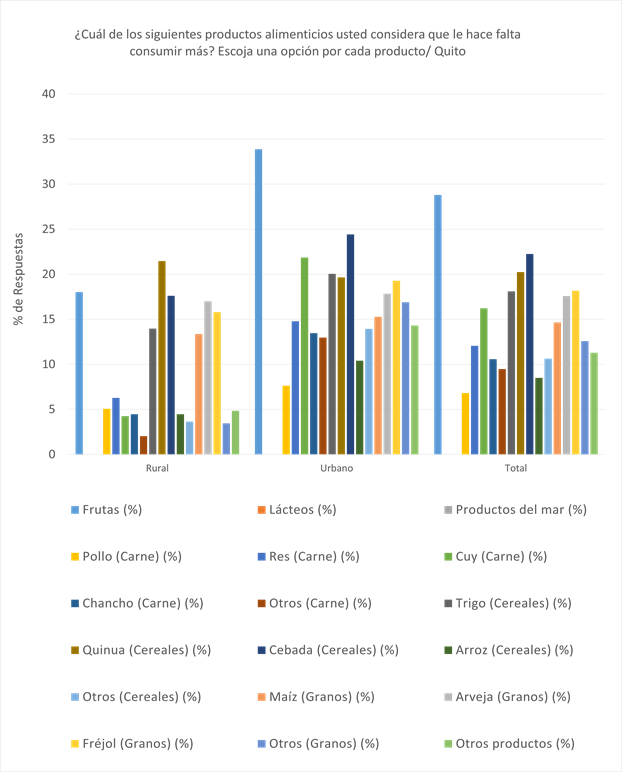 ¿Cuál de los siguientes productos alimenticios usted considera que le hace falta
consumir más? Escoja una opción por cada producto/ Quito
% de Respuestas
40
35
30
25
20
15
10
5
0
Rural Urbano Total
Frutas (%) Lácteos (%) Productos del mar (%)
Pollo (Carne) (%) Res (Carne) (%) Cuy (Carne) (%)
Chancho (Carne) (%) Otros (Carne) (%) Trigo (Cereales) (%)
Quinua (Cereales) (%) Cebada (Cereales) (%) Arroz (Cereales) (%)
Otros (Cereales) (%) Maíz (Granos) (%) Arveja (Granos) (%)
Fréjol (Granos) (%) Otros (Granos) (%) Otros productos (%)